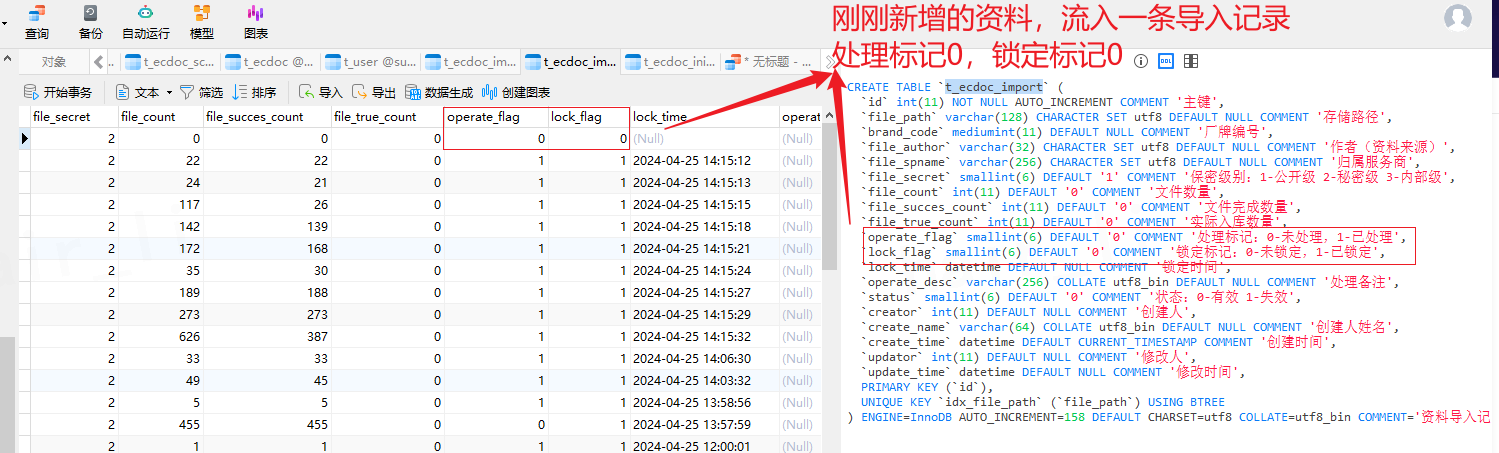 刚刚新增的资料，流入一条导入记录
处理标记0，锁定标记0
查询 备份 自动运行 模型 图表
对象 t_ecdoc_sc... t_ecdoc @... t_user @su... t_ecdoc_im... t_ecdoc_im... t_ecdoc_ini... * 无标题 - ...
开始事务 文本 筛选 排序 导入 导出 数据生成 创建图表
file_secret file_count file_succes_count file_true_count operate_flag lock_flag lock_time operat
2 0 0 0 0 0 (Null) (Null)
2 22 22 0 1 1 2024-04-25 14:15:12 (Null)
2 24 21 0 1 1 2024-04-25 14:15:13 (Null)
2 117 26 0 1 1 2024-04-25 14:15:15 (Null)
2 142 139 0 1 1 2024-04-25 14:15:18 (Null)
2 172 168 0 1 1 2024-04-25 14:15:21 (Null)
2 35 30 0 1 1 2024-04-25 14:15:24 (Null)
2 189 188 0 1 1 2024-04-25 14:15:27 (Null)
2 273 273 0 1 1 2024-04-25 14:15:29 (Null)
2 626 387 0 1 1 2024-04-25 14:15:32 (Null)
2 33 33 0 1 1 2024-04-25 14:06:30 (Null)
2 49 45 0 1 1 2024-04-25 14:03:32 (Null)
2 5 5 0 1 1 2024-04-25 13:58:56 (Null)
2 455 455 0 0 1 2024-04-25 13:57:59 (Null)
2 1 1 0 1 1 2024-04-25 12:00:01 (Null)
DDL
CREATE TABLE `t_ecdoc_import` (
`id` int(11) NOT NULL AUTO_INCREMENT COMMENT '主键',
`file_path` varchar(128) CHARACTER SET utf8 DEFAULT NULL COMMENT '存储路径',
`brand_code` mediumint(11) DEFAULT NULL COMMENT '厂牌编号',
`file_author` varchar(32) CHARACTER SET utf8 DEFAULT NULL COMMENT '作者（资料来源）',
`file_spname` varchar(256) CHARACTER SET utf8 DEFAULT NULL COMMENT '归属服务商',
`file_secret` smallint(6) DEFAULT '1' COMMENT '保密级别：1-公开级 2-秘密级 3-内部级',
`file_count` int(11) DEFAULT '0' COMMENT '文件数量',
`file_succes_count` int(11) DEFAULT '0' COMMENT '文件完成数量',
`file_true_count` int(11) DEFAULT '0' COMMENT '实际入库数量',
`operate_flag` smallint(6) DEFAULT '0' COMMENT '处理标记：0-未处理，1-已处理',
`lock_flag` smallint(6) DEFAULT '0' COMMENT '锁定标记：0-未锁定，1-已锁定',
`lock_time` datetime DEFAULT NULL COMMENT '锁定时间',
`operate_desc` varchar(256) COLLATE utf8_bin DEFAULT NULL COMMENT '处理备注',
`status` smallint(6) DEFAULT '0' COMMENT '状态：0-有效 1-失效',
`creator` int(11) DEFAULT NULL COMMENT '创建人',
`create_name` varchar(64) COLLATE utf8_bin DEFAULT NULL COMMENT '创建人姓名',
`create_time` datetime DEFAULT CURRENT_TIMESTAMP COMMENT '创建时间',
`updator` int(11) DEFAULT NULL COMMENT '修改人',
`update_time` datetime DEFAULT NULL COMMENT '修改时间',
PRIMARY KEY (`id`),
UNIQUE KEY `idx_file_path` (`file_path`) USING BTREE
) ENGINE=InnoDB AUTO_INCREMENT=158 DEFAULT CHARSET=utf8 COLLATE=utf8_bin COMMENT='资料导入记